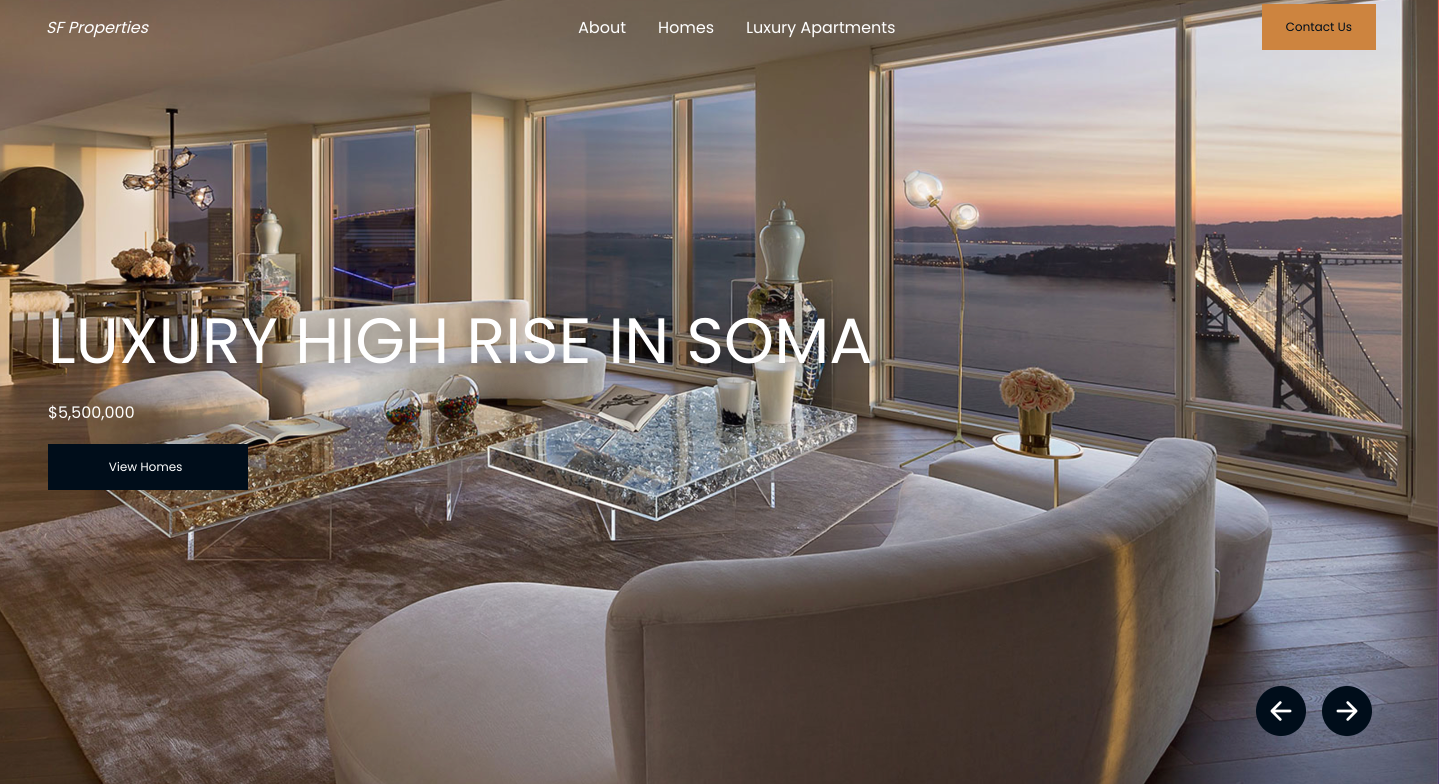 SF Properties
About Homes Luxury Apartments
Contact Us
LUXURY HIGH RISE IN SOMA
$5,500,000
View Homes